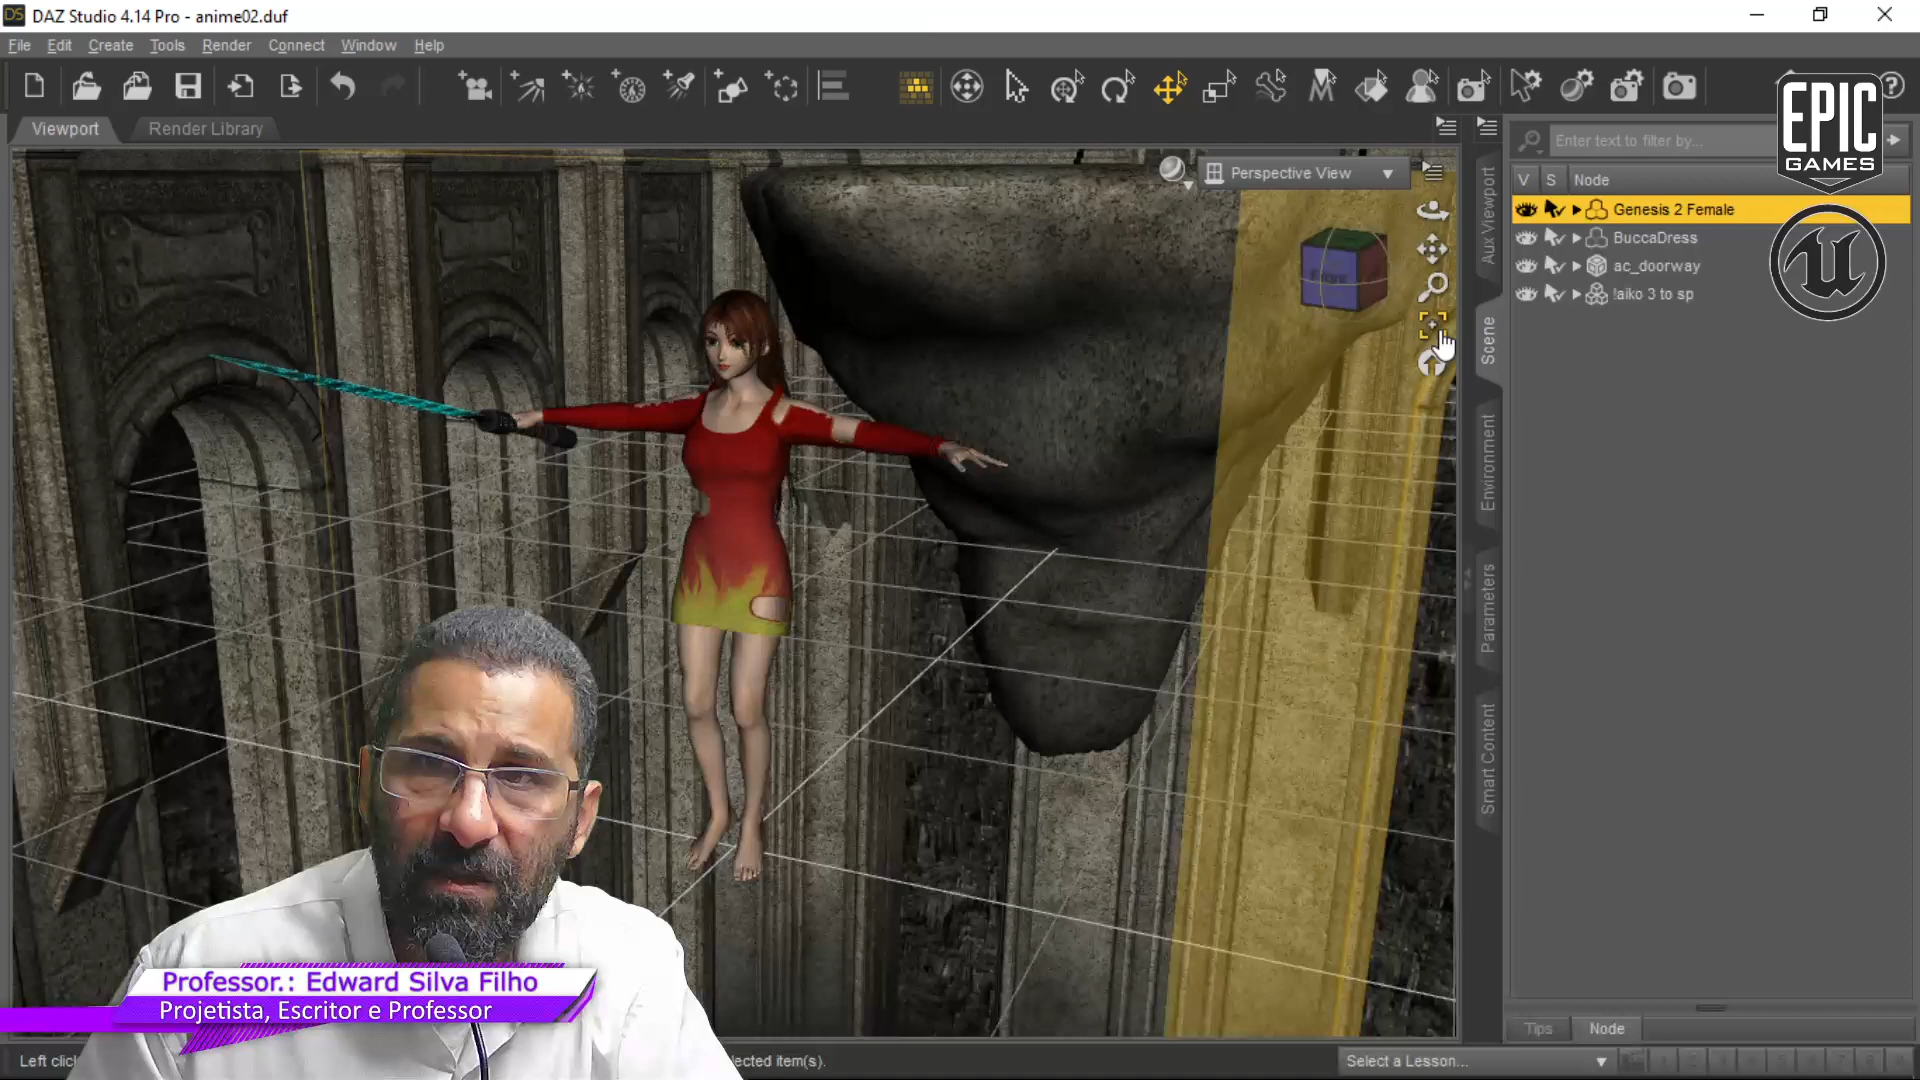 DS DAZ Studio 4.14 Pro - anime02.duf
File Edit Create Tools Render Connect Window Help
Viewport Render Library
Enter text to filter by...
EPIC
GAMES
Perspective View
V S Node
Genesis 2 Female
BuccaDress
ac_doorway
!aiko 3 to sp
Aux Viewport
Scene
Environment
Parameters
Smart Content
Professor.: Edward Silva Filho
Projetista, Escritor e Professor
Tips Node
Left clic
lected item(s).
Select a Lesson...